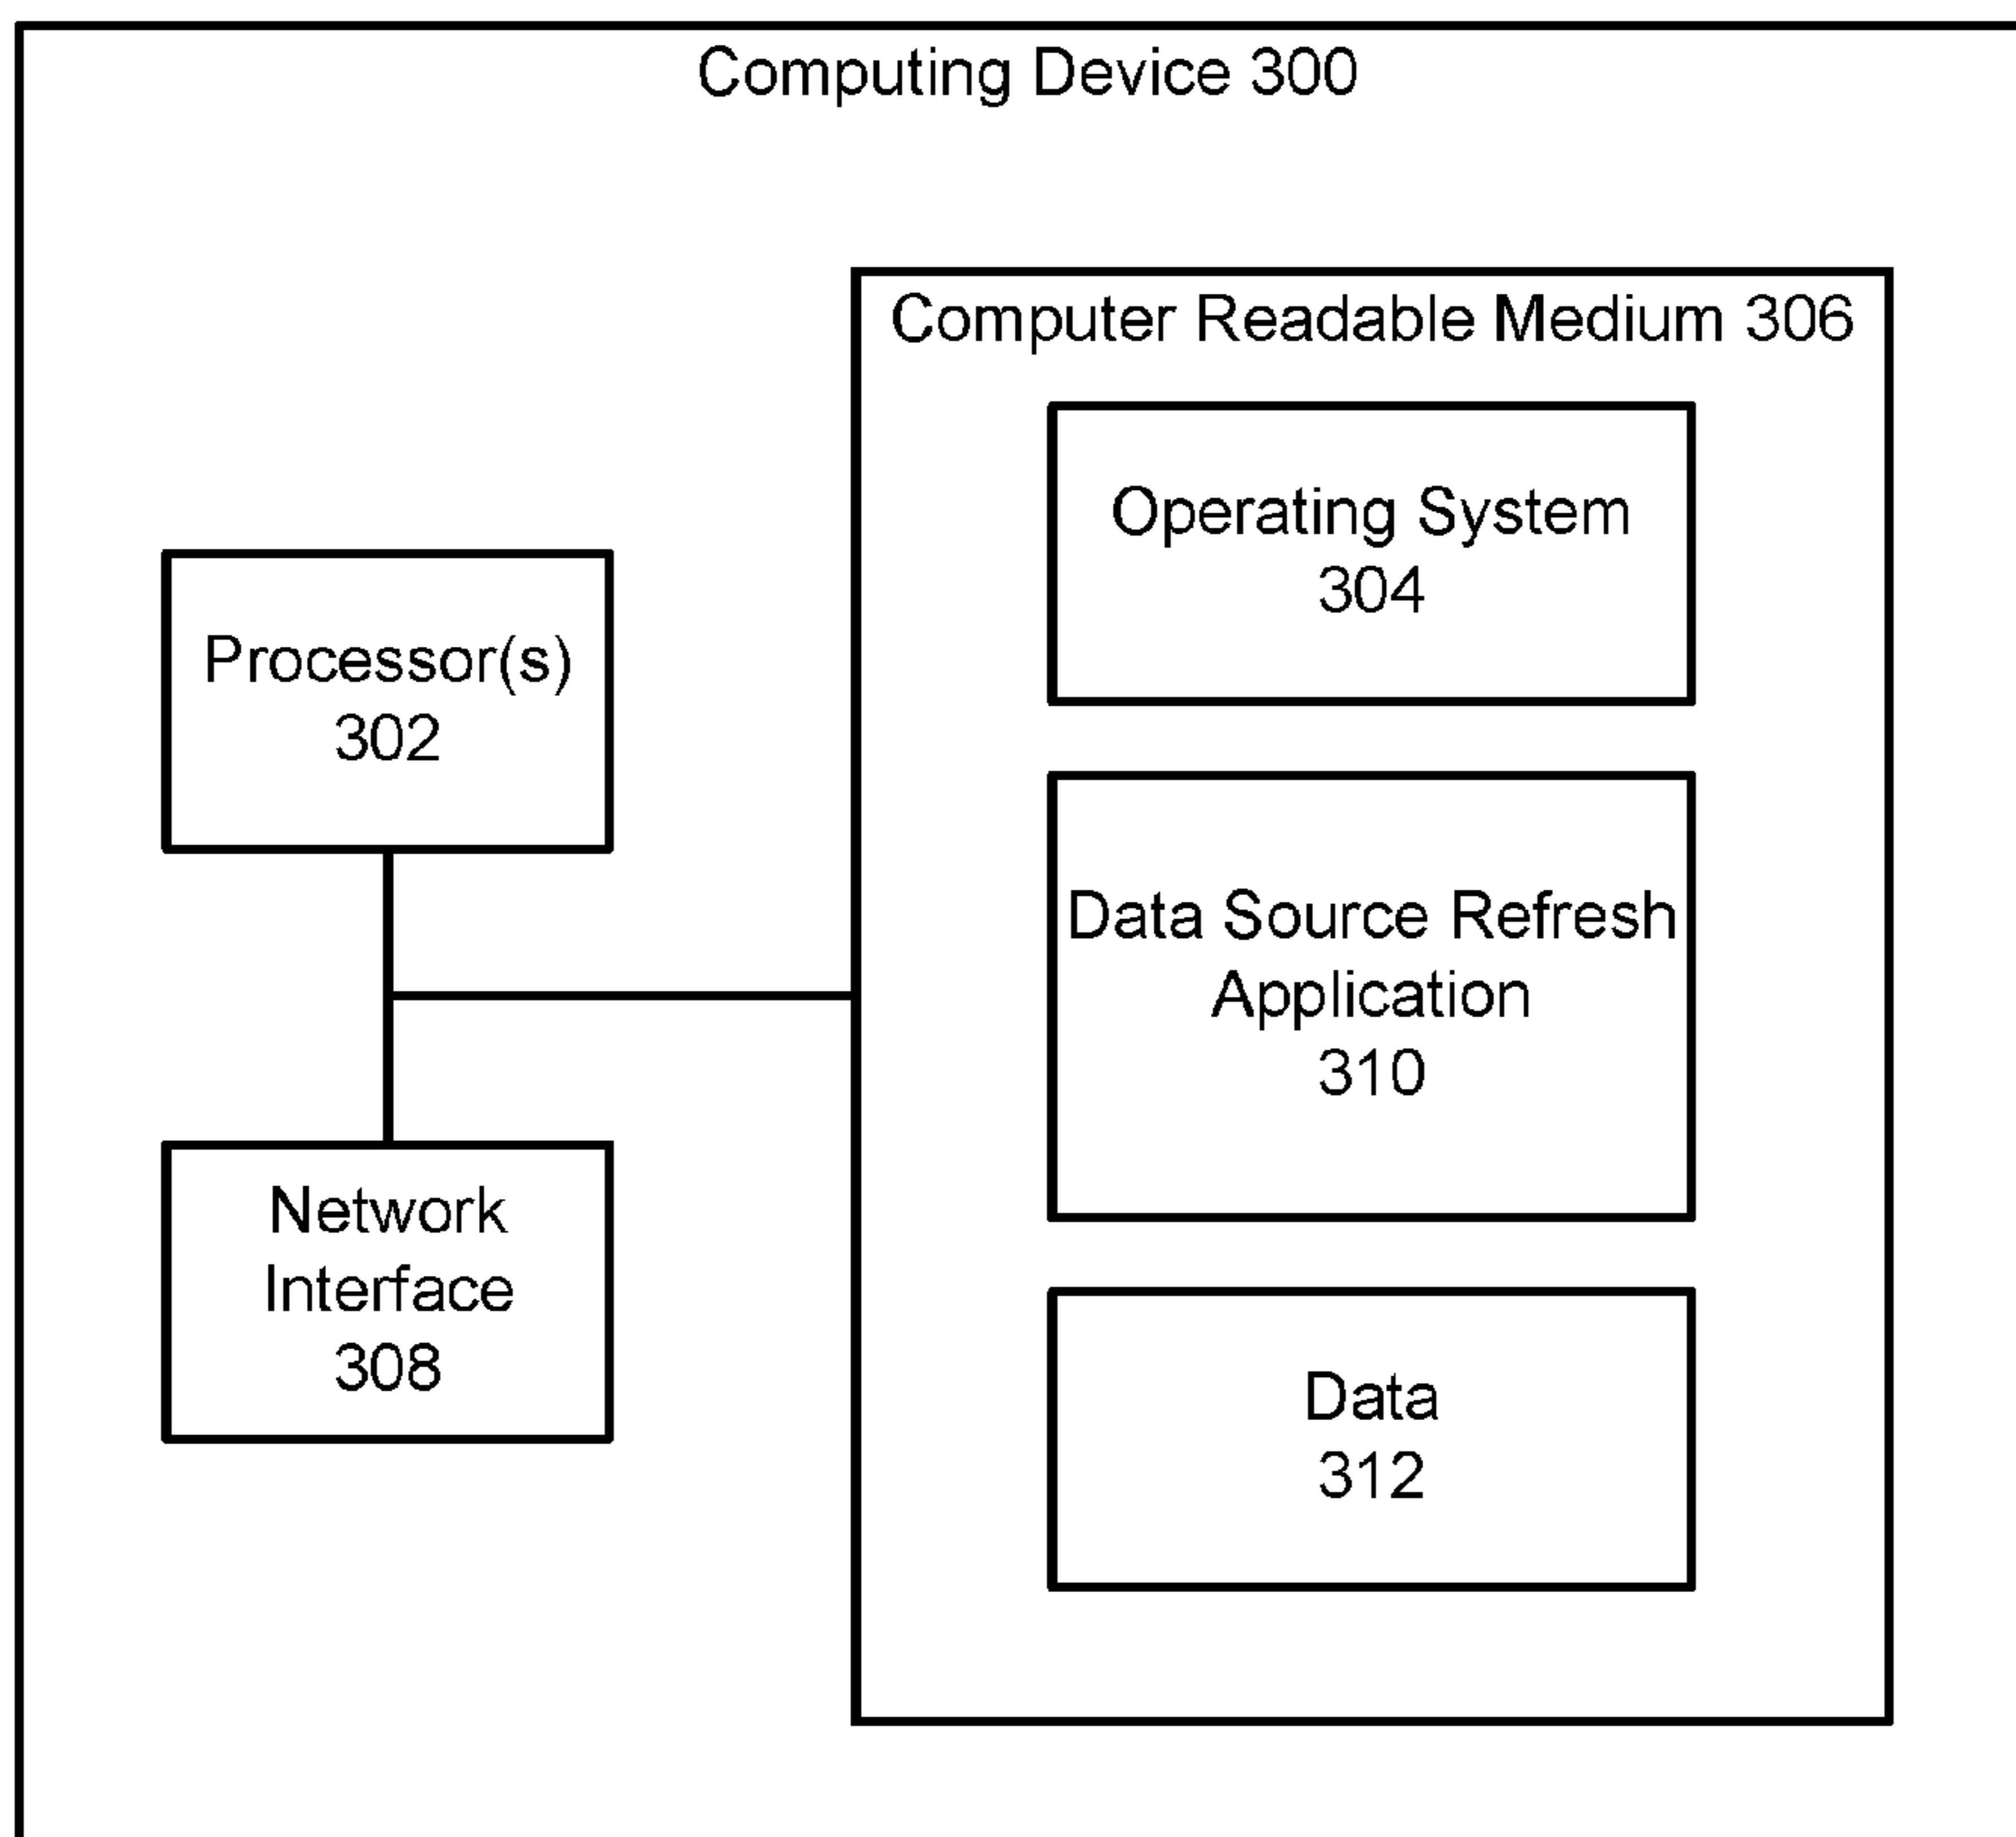 Computing Device 300
Computer Readable Medium 306
Operating System
304
Processor(s)
302
Data Source Refresh
Application
310
Network
Interface
308
Data
312